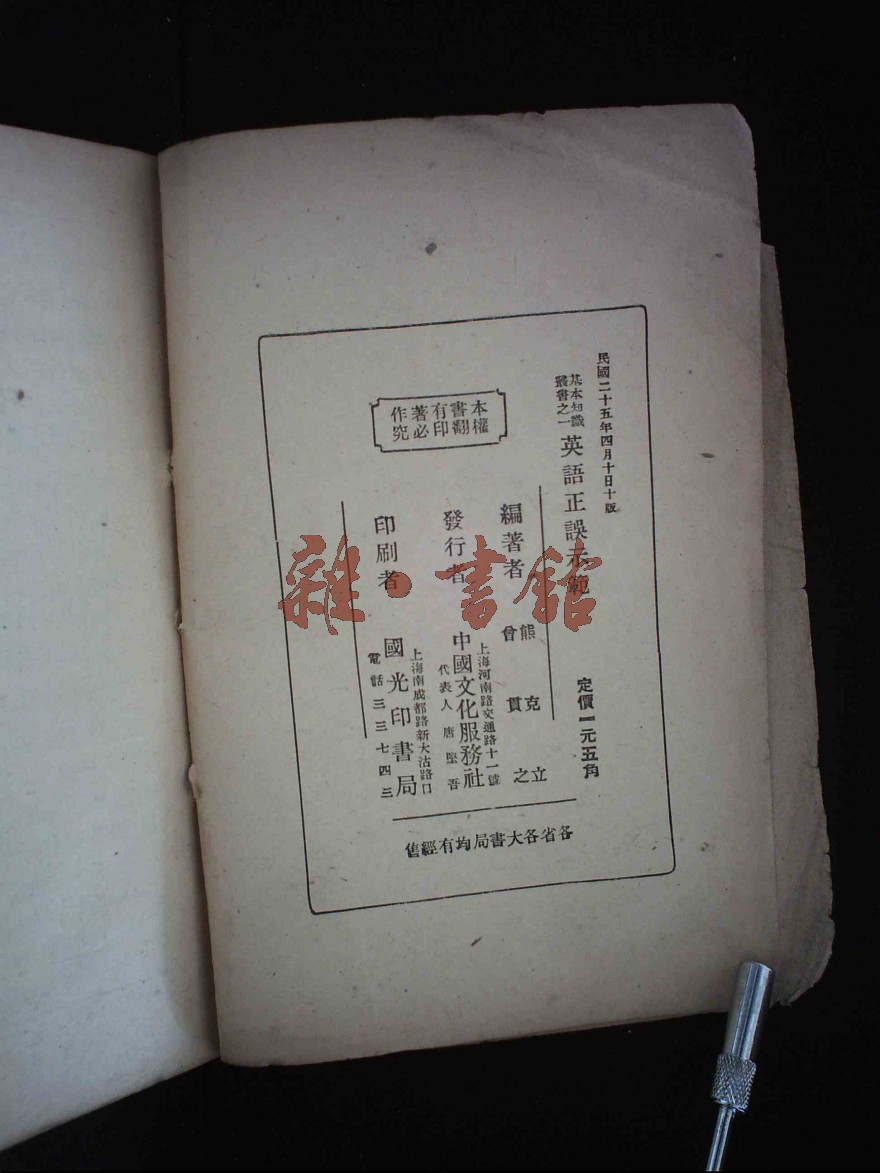 民國二十五年四月十日十版
基本知識
叢書之一
英語正誤示範
定價一元五角
編著者
熊克立
曾貫之
發行者
上海河南路交通路十一號
中國文化服務社
代表人 唐堅吾
印刷者
上海南成都路新大沽路口
國光印書局
電話三三七四三
本書有著作
權翻印必究
各省各大書局均有經售
雜·書館